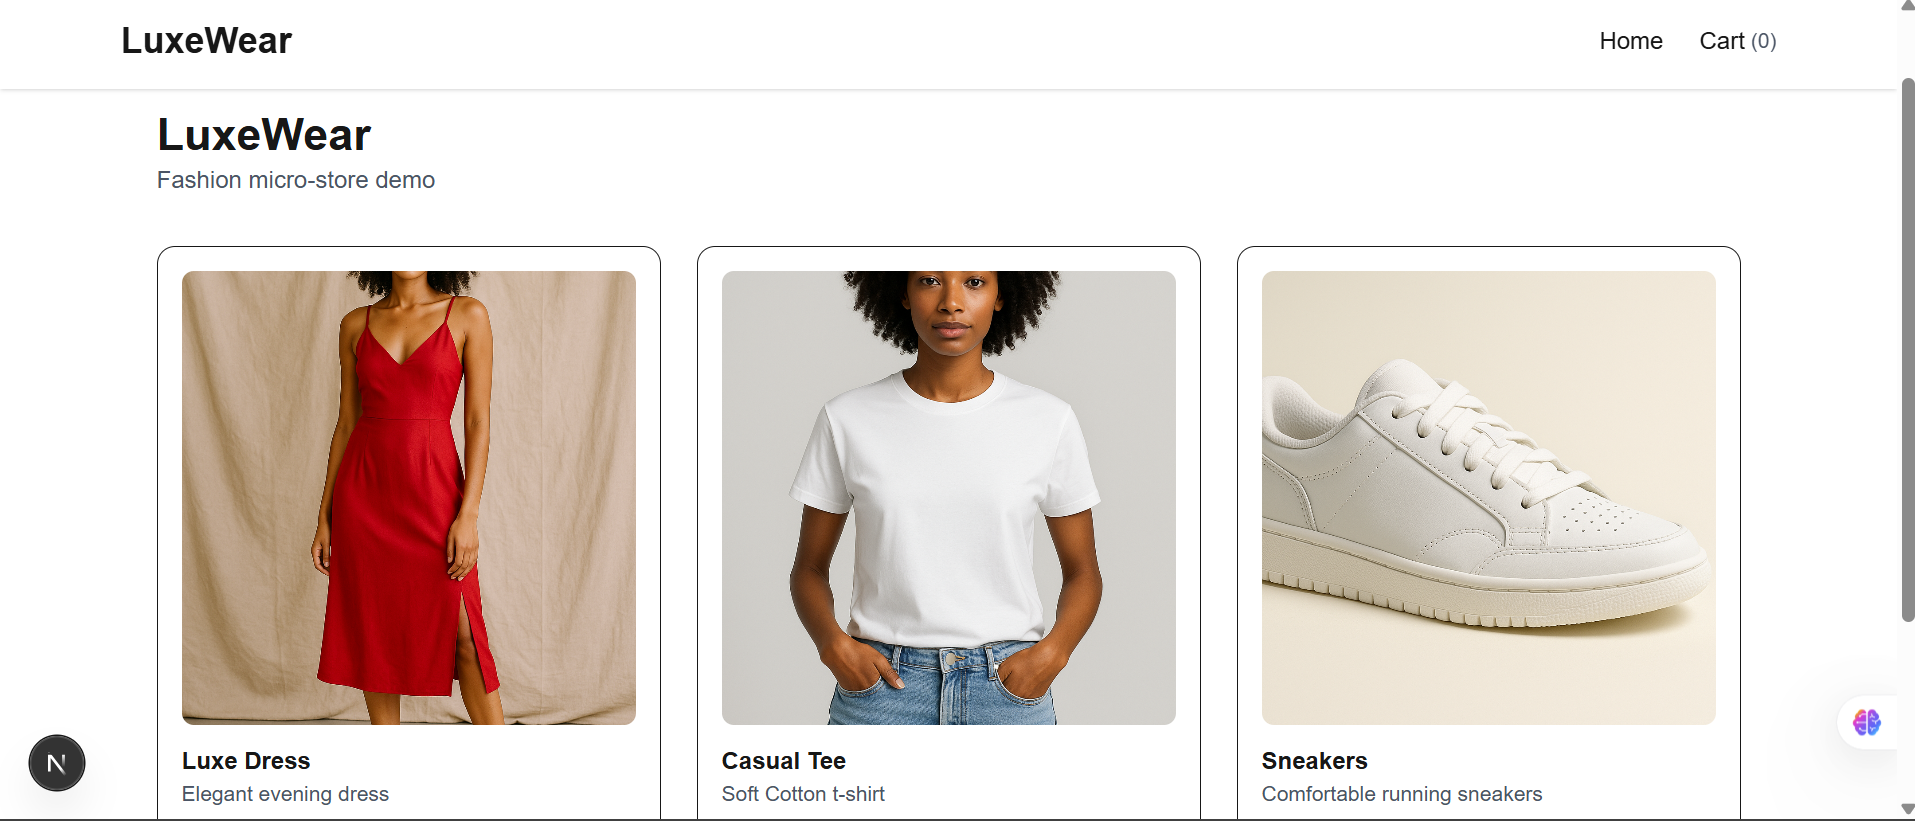 LuxeWear
Home
Cart (0)
LuxeWear
Fashion micro-store demo
Luxe Dress
Elegant evening dress
Casual Tee
Soft Cotton t-shirt
Sneakers
Comfortable running sneakers
N